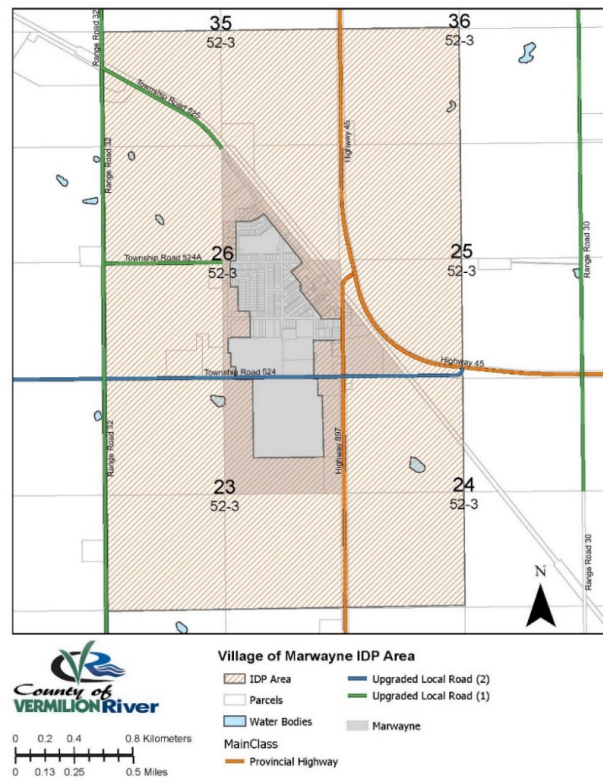 Range Road 32
35
52-3
36
52-3
Township Road 525
Highway 45
Range Road 32
Range Road 30
Township Road 524A
26
52-3
25
52-3
Highway 45
Township Road 524
Range Road 32
Highway 897
23
52-3
24
52-3
Range Road 30
N
County of
VERMILION River
0 0.2 0.4 0.8 Kilometers
0 0.13 0.25 0.5 Miles
Village of Marwayne IDP Area
IDP Area
Parcels
Water Bodies
MainClass
Provincial Highway
Upgraded Local Road (2)
Upgraded Local Road (1)
Marwayne